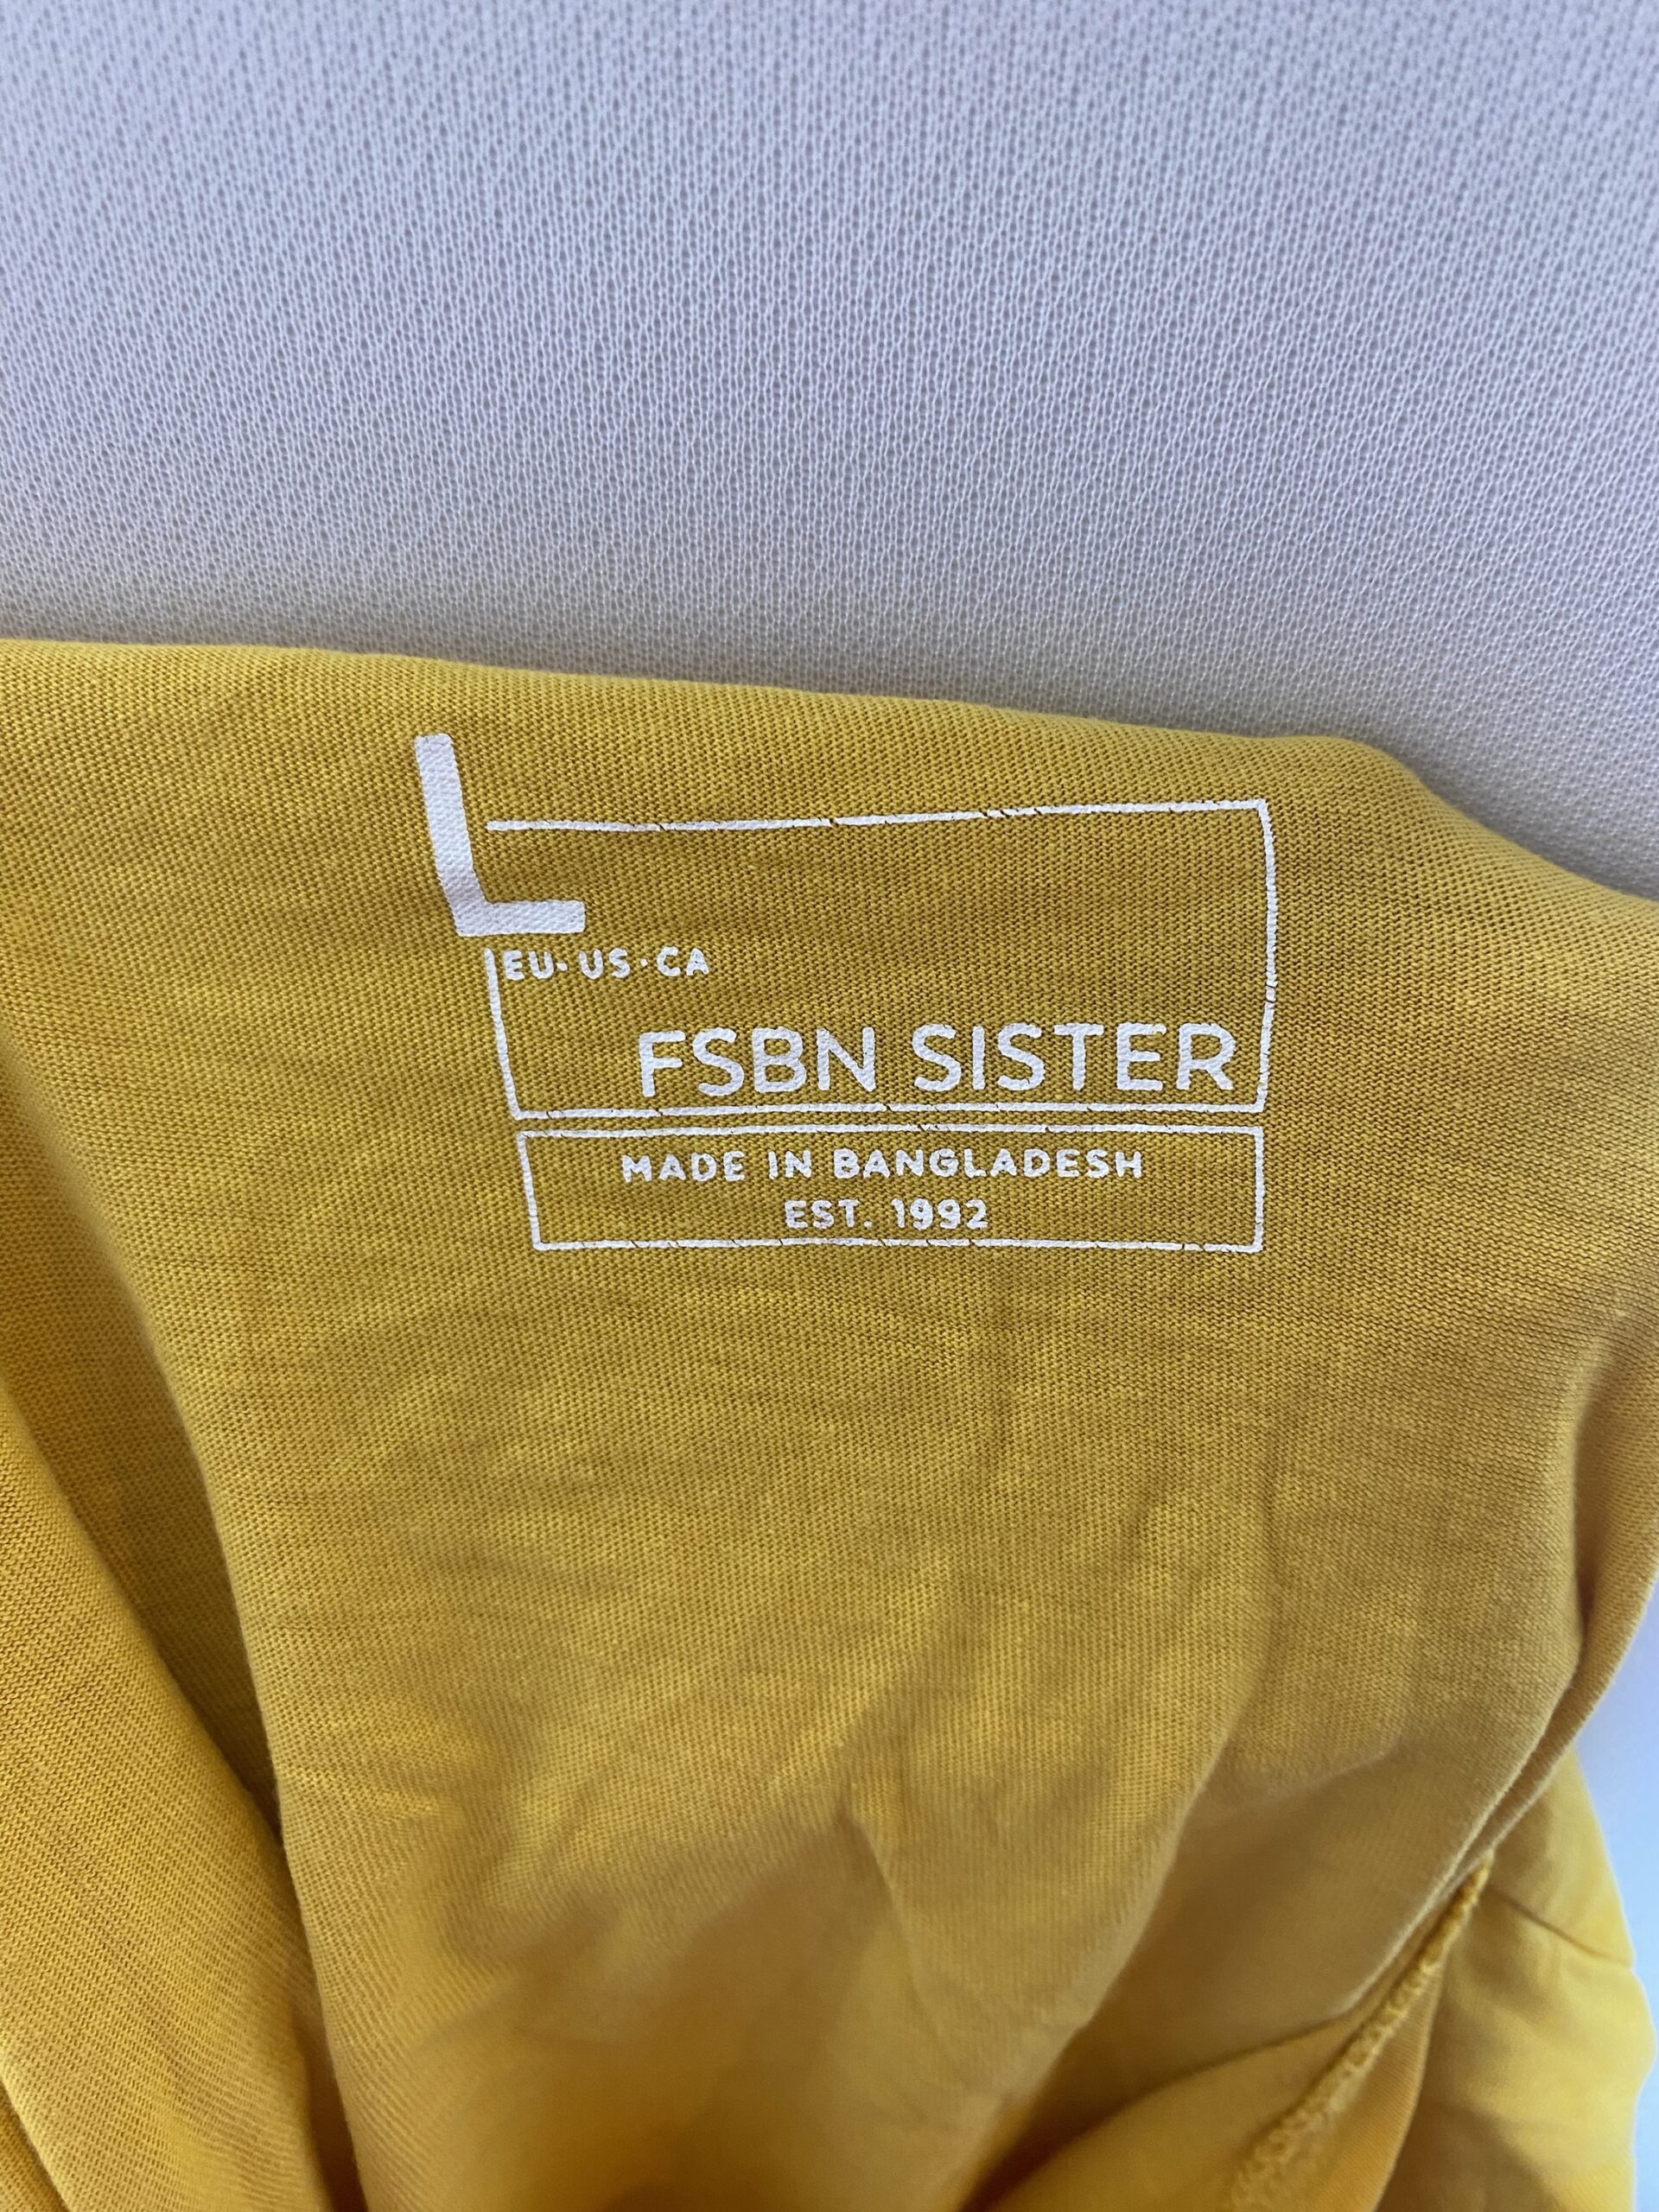 L
EU·US·CA
FSBN SISTER
MADE IN BANGLADESH
EST. 1992